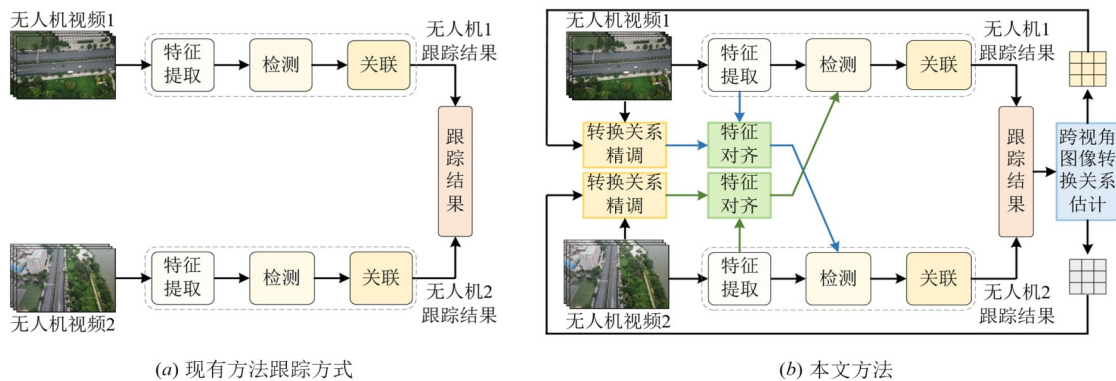 无人机视频1
特征
提取
检测
关联
无人机1
跟踪结果
跟
踪
结
果
特征
提取
检测
关联
无人机2
跟踪结果
无人机视频2
(a) 现有方法跟踪方式
无人机视频1
特征
提取
检测
关联
无人机1
跟踪结果
转换关系
精调
特征
对齐
转换关系
精调
特征
对齐
跟
踪
结
果
跨视角
图像转
换关系
估计
特征
提取
检测
关联
无人机2
跟踪结果
无人机视频2
(b) 本文方法